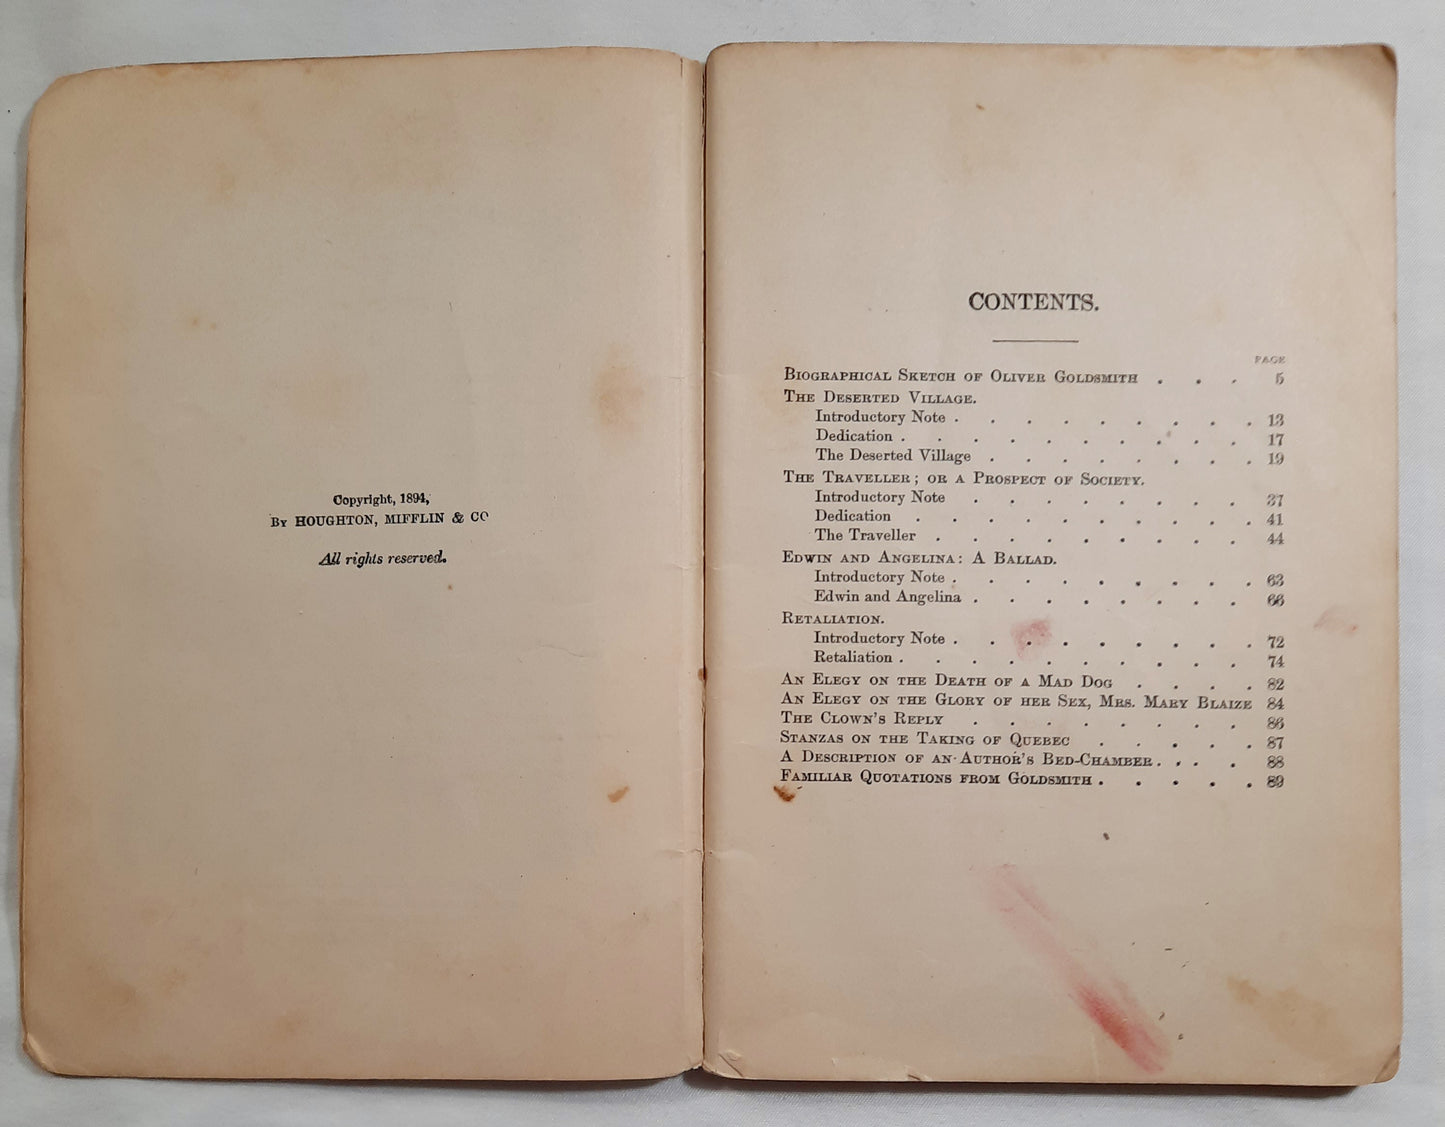 Copyright, 1894,
By HOUGHTON, MIFFLIN & CO
All rights reserved.
CONTENTS.
PAGE
Biographical Sketch of Oliver Goldsmith . . . 5
The Deserted Village.
Introductory Note . . . . . . . . . 13
Dedication . . . . . . . . . . 17
The Deserted Village . . . . . . . . 19
The Traveller; or a Prospect of Society.
Introductory Note . . . . . . . . 37
Dedication . . . . . . . . . . 41
The Traveller . . . . . . . . . 44
Edwin and Angelina: A Ballad.
Introductory Note . . . . . . . . . 63
Edwin and Angelina . . . . . . . . 66
Retaliation.
Introductory Note . . . . . . . . . 72
Retaliation . . . . . . . . . . 74
An Elegy on the Death of a Mad Dog . . . . 82
An Elegy on the Glory of her Sex, Mrs. Mary Blaize 84
The Clown's Reply . . . . . . . . 86
Stanzas on the Taking of Quebec . . . . . 87
A Description of an Author's Bed-Chamber . . . . 88
Familiar Quotations from Goldsmith . . . . . 89